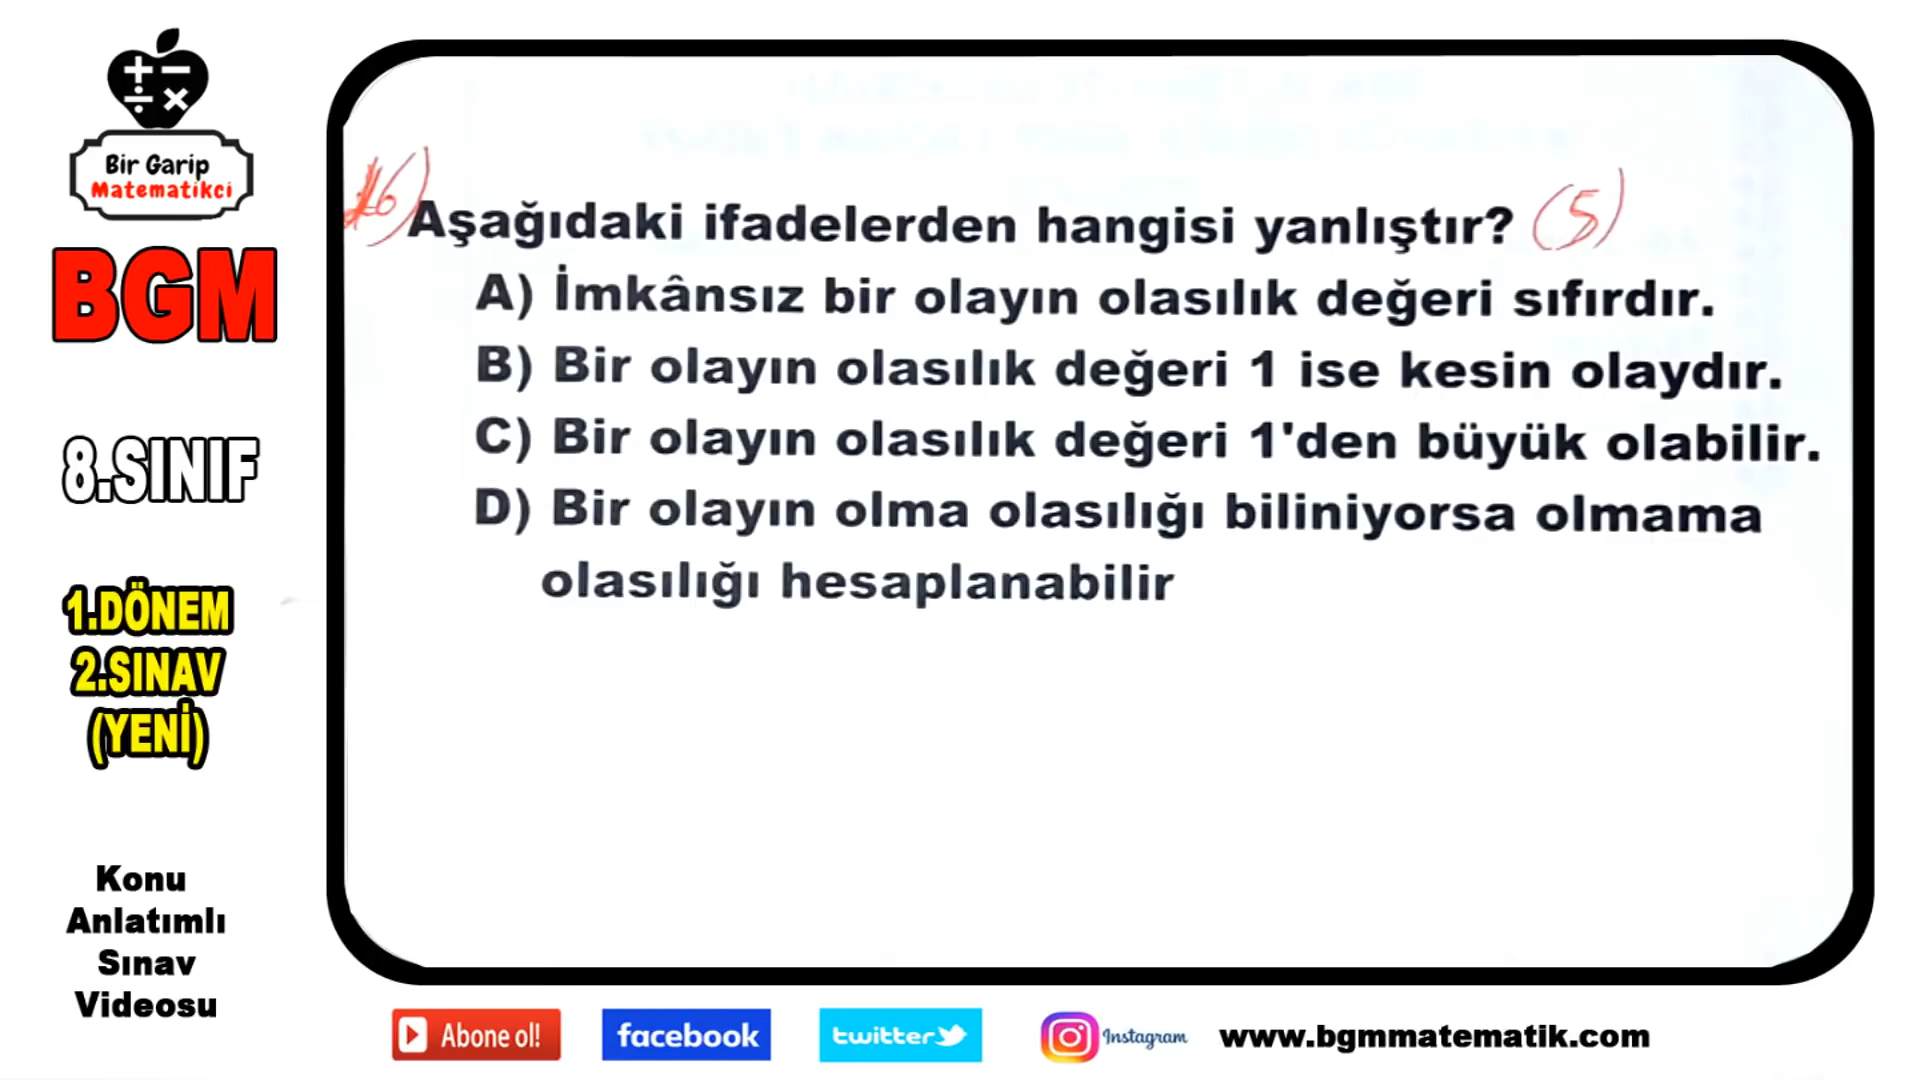 Bir Garip
Matematikci
BGM
8.SINIF
1.DÖNEM
2.SINAV
(YENİ)
Konu
Anlatımlı
Sınav
Videosu
16) Aşağıdaki ifadelerden hangisi yanlıştır? (5)
A) İmkânsız bir olayın olasılık değeri sıfırdır.
B) Bir olayın olasılık değeri 1 ise kesin olaydır.
C) Bir olayın olasılık değeri 1'den büyük olabilir.
D) Bir olayın olma olasılığı biliniyorsa olmama
olasılığı hesaplanabilir
Abone ol!
facebook
twitter
Instagram
www.bgmmatematik.com